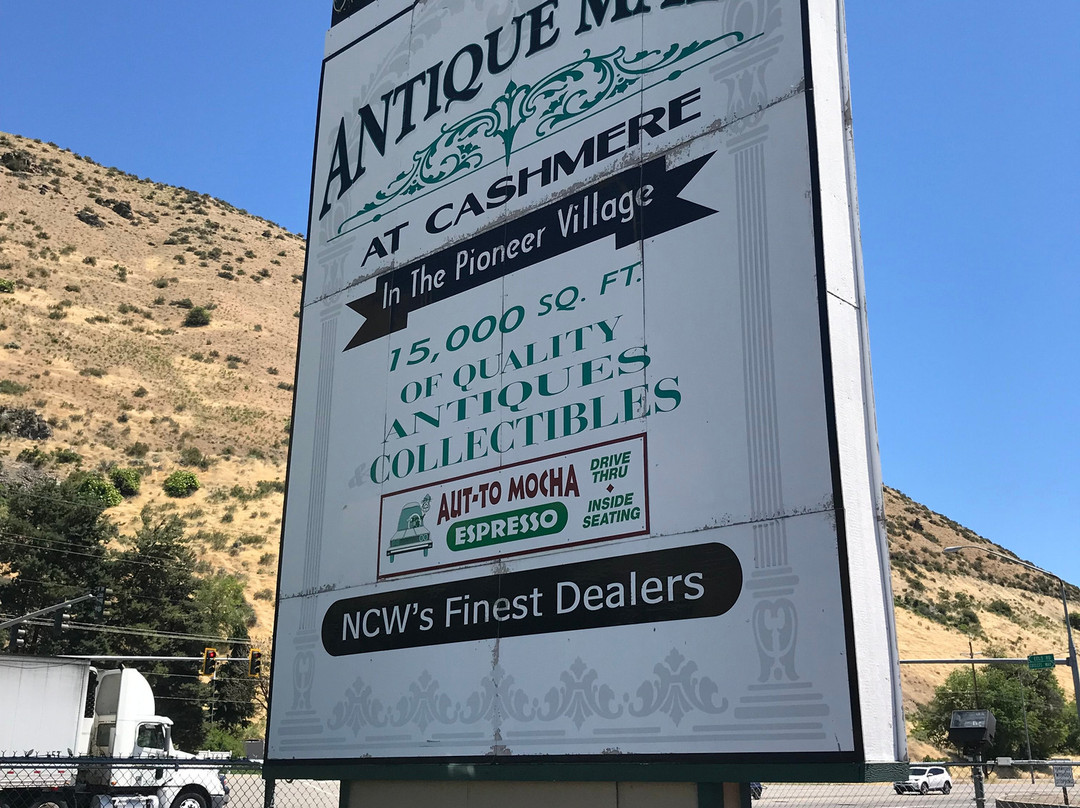 ANTIQUE MA
AT CASHMERE
In The Pioneer Village
15,000 SQ. FT.
OF QUALITY
ANTIQUES
& COLLECTIBLES
AUT-TO MOCHA
ESPRESSO
DRIVE
THRU
INSIDE
SEATING
NCW's Finest Dealers